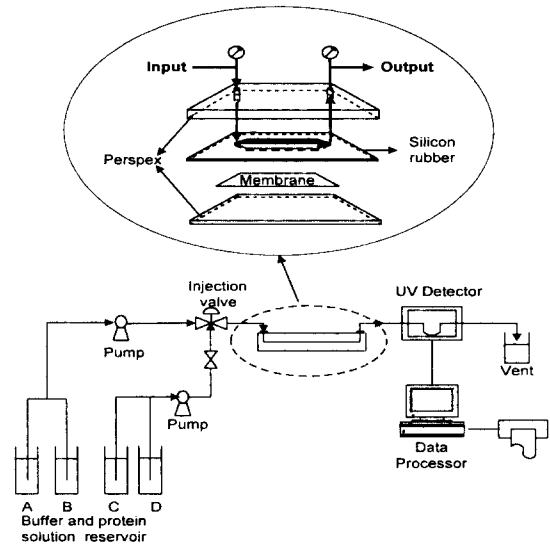 Input
Output
Silicon
rubber
Perspex
Membrane
Injection
valve
UV Detector
Pump
Vent
Pump
Data
Processor
A B C D
Buffer and protein
solution reservoir